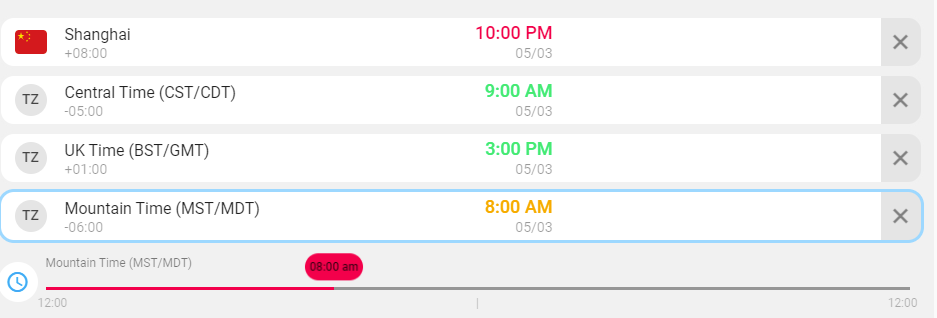 Shanghai
10:00 PM
+08:00
05/03
TZ
Central Time (CST/CDT)
9:00 AM
-05:00
05/03
TZ
UK Time (BST/GMT)
3:00 PM
+01:00
05/03
TZ
Mountain Time (MST/MDT)
8:00 AM
-06:00
05/03
Mountain Time (MST/MDT)
08:00 am
12:00
12:00